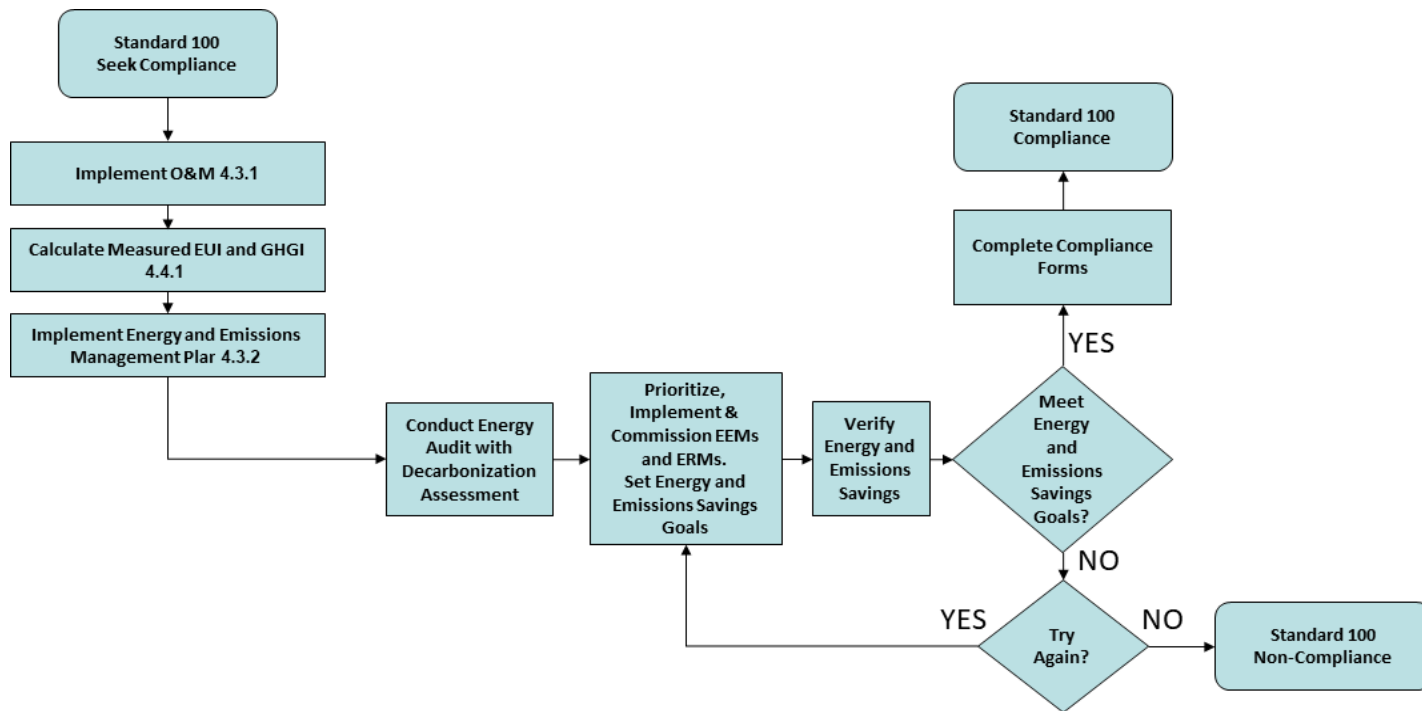 Standard 100
Seek Compliance
Implement O&M 4.3.1
Calculate Measured EUI and GHGI
4.4.1
Implement Energy and Emissions
Management Plar 4.3.2
Conduct Energy
Audit with
Decarbonization
Assessment
Prioritize,
Implement &
Commission EEMs
and ERMs.
Set Energy and
Emissions Savings
Goals
Verify
Energy and
Emissions
Savings
Meet
Energy
and
Emissions
Savings
Goals?
YES
Complete Compliance
Forms
Standard 100
Compliance
NO
Try
Again?
YES
NO
Standard 100
Non-Compliance